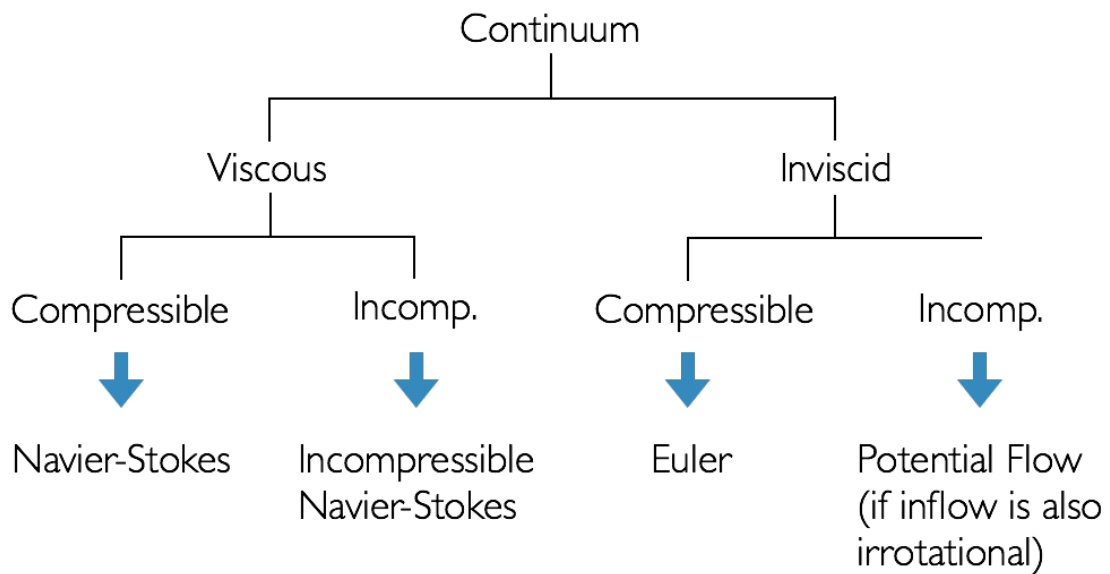 Continuum
Viscous
Inviscid
Compressible
Incomp.
Compressible
Incomp.
Navier-Stokes
Incompressible
Navier-Stokes
Euler
Potential Flow
(if inflow is also
irrotational)